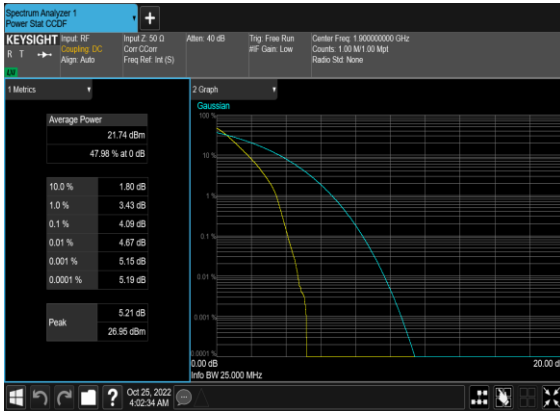 Spectrum Analyzer 1
Power Stat CCDF
KEYSIGHT
R T
LXI
Input: RF
Coupling: DC
Align: Auto
Input Z: 50 Ω
Corr CCorr
Freq Ref: Int (S)
Atten: 40 dB
Trig: Free Run
#IF Gain: Low
Center Freq: 1.900000000 GHz
Counts: 1.00 M/1.00 Mpt
Radio Std: None
1 Metrics
Average Power
21.74 dBm
47.98 % at 0 dB
10.0 % 1.80 dB
1.0 % 3.43 dB
0.1 % 4.09 dB
0.01 % 4.67 dB
0.001 % 5.15 dB
0.0001 % 5.19 dB
Peak
5.21 dB
26.95 dBm
2 Graph
Gaussian
100 %
10 %
1 %
0.1 %
0.01 %
0.001 %
0.0001 %
0.00 dB
20.00 d
Info BW 25.000 MHz
?
Oct 25, 2022
4:02:34 AM